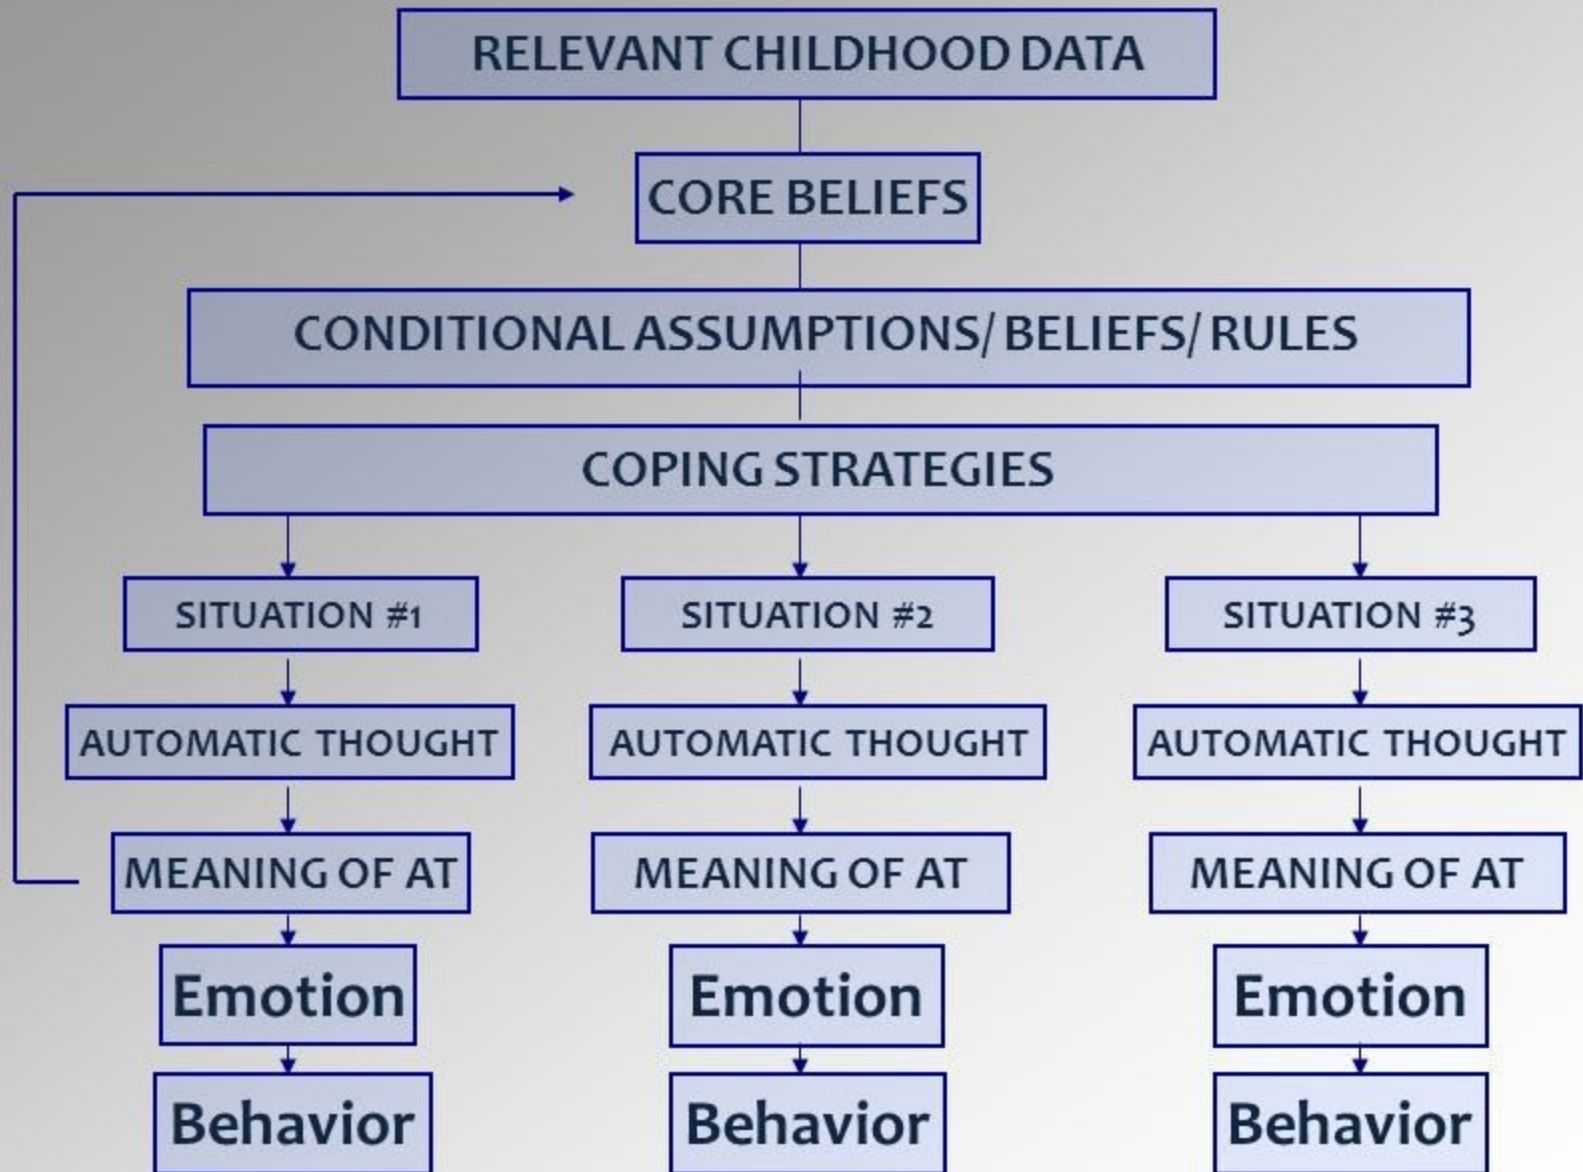 RELEVANT CHILDHOOD DATA
CORE BELIEFS
CONDITIONAL ASSUMPTIONS/ BELIEFS/ RULES
COPING STRATEGIES
SITUATION #1
SITUATION #2
SITUATION #3
AUTOMATIC THOUGHT
AUTOMATIC THOUGHT
AUTOMATIC THOUGHT
MEANING OF AT
MEANING OF AT
MEANING OF AT
Emotion
Emotion
Emotion
Behavior
Behavior
Behavior